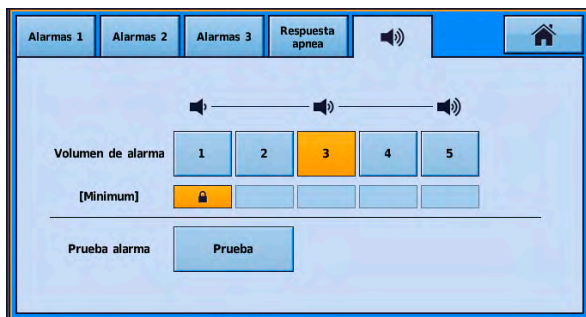 Alarmas 1
Alarmas 2
Alarmas 3
Respuesta
apnea
Volumen de alarma
1
2
3
4
5
[Minimum]
Prueba alarma
Prueba